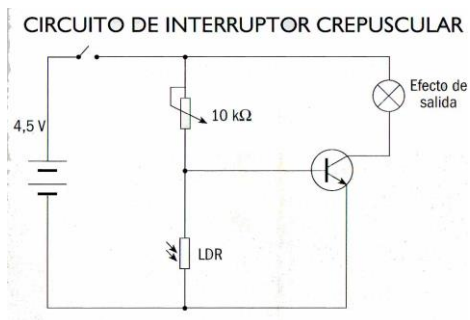 CIRCUITO DE INTERRUPTOR CREPUSCULAR
Efecto de
salida
10 kΩ
4,5 V
LDR